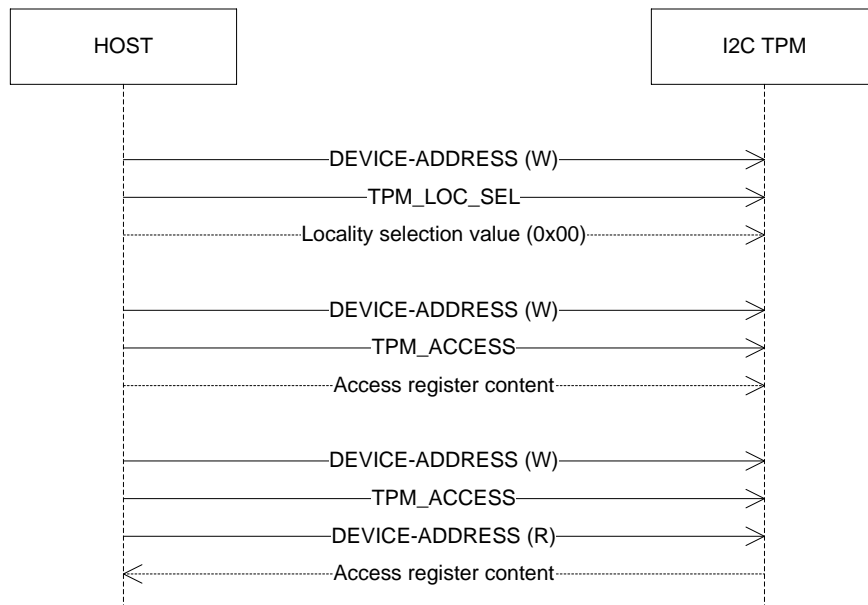 HOST
I2C TPM
DEVICE-ADDRESS (W)
TPM_LOC_SEL
Locality selection value (0x00)
DEVICE-ADDRESS (W)
TPM_ACCESS
Access register content
DEVICE-ADDRESS (W)
TPM_ACCESS
DEVICE-ADDRESS (R)
Access register content